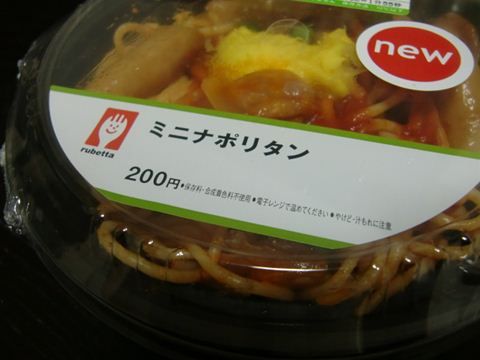 new
rubetta
ミニナポリタン
200円 •保存料・合成着色料不使用 •電子レンジで温めてください •やけど・汁もれに注意